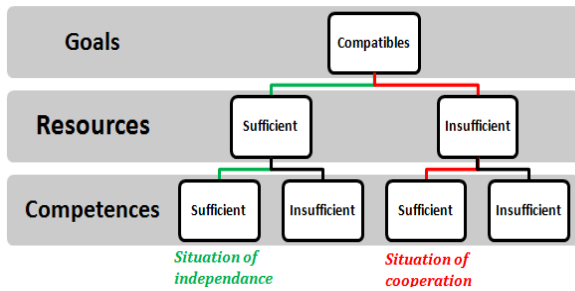 Goals
Compatibles
Resources
Sufficient
Insufficient
Competences
Sufficient
Insufficient
Sufficient
Insufficient
Situation of
independance
Situation of
cooperation